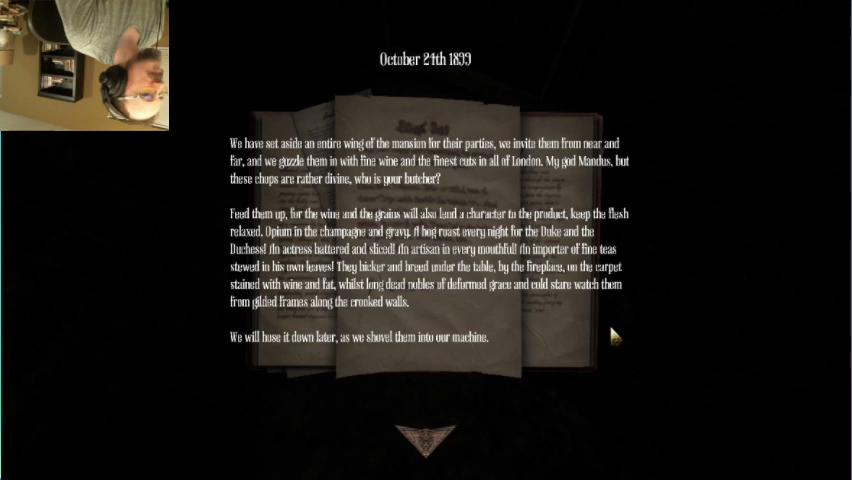 October 24th 1899
We have set aside an entire wing of the mansion for their parties, we invite them from near and
far, and we guzzle them in with fine wine and the finest cuts in all of London. My god Mandus, but
these chops are rather divine, who is your butcher?
Feed them up, for the wine and the grains will also lend a character to the product, keep the flesh
relaxed. Opium in the champagne and gravy. A hog roast every night for the Duke and the
Duchess! An actress battered and sliced! An artisan in every mouthful! An importer of fine teas
stewed in his own leaves! They bicker and breed under the table, by the fireplace, on the carpet
stained with wine and fat, whilst long dead nobles of deformed grace and cold stare watch them
from gilded frames along the crooked walls.
We will hose it down later, as we shovel them into our machine.